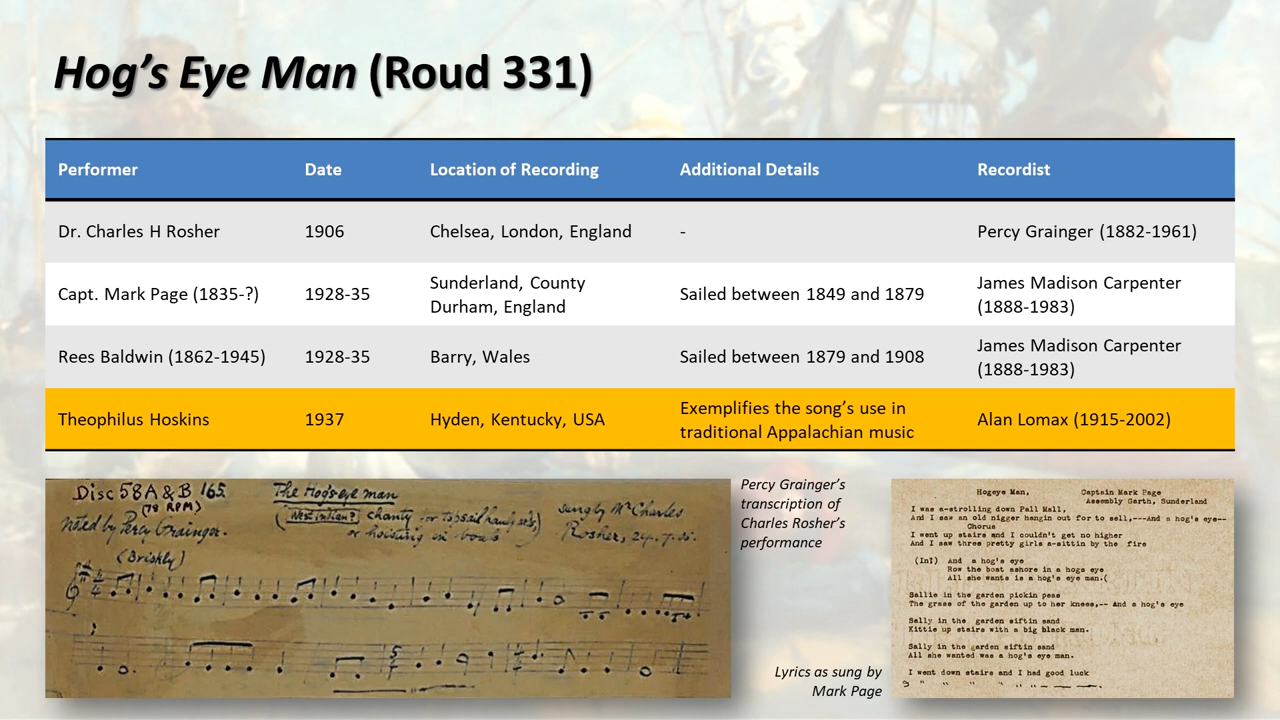 Hog's Eye Man (Roud 331)
Performer Date Location of Recording Additional Details Recordist
Dr. Charles H Rosher 1906 Chelsea, London, England - Percy Grainger (1882-1961)
Capt. Mark Page (1835-?) 1928-35 Sunderland, County Durham, England Sailed between 1849 and 1879 James Madison Carpenter (1888-1983)
Rees Baldwin (1862-1945) 1928-35 Barry, Wales Sailed between 1879 and 1908 James Madison Carpenter (1888-1983)
Theophilus Hoskins 1937 Hyden, Kentucky, USA Exemplifies the song's use in traditional Appalachian music Alan Lomax (1915-2002)
Disc 58A & B 165.
(78 RPM)
noted by Percy Grainger.
The Hog's eye man
(West Indian?) chanty
or hoisting in
sung by Mr Charles
Rosher, 24.7.
(Briskly)
Percy Grainger's
transcription of
Charles Rosher's
performance
Hogeye Man, Captain Mark Page
Assembly Garth, Sunderland
I was a-strolling down Pall Mall,
And I saw an old nigger hangin out for to sell,---And a hog's eye--
Chorus
I went up stairs and I couldn't get no higher
And I saw three pretty girls a-sittin by the fire
(In1) And a hog's eye
Row the boat ashore in a hogs eye
All she wants is a hog's eye man.(
Sallie in the garden pickin peas
The grass of the garden up to her knees,-- And a hog's eye
Sally in the garden siftin sand
Kittie up stairs with a big black man.
Sally in the garden siftin sand
All she wanted was a hog's eye man.
I went down stairs and I had good luck
Lyrics as sung by
Mark Page